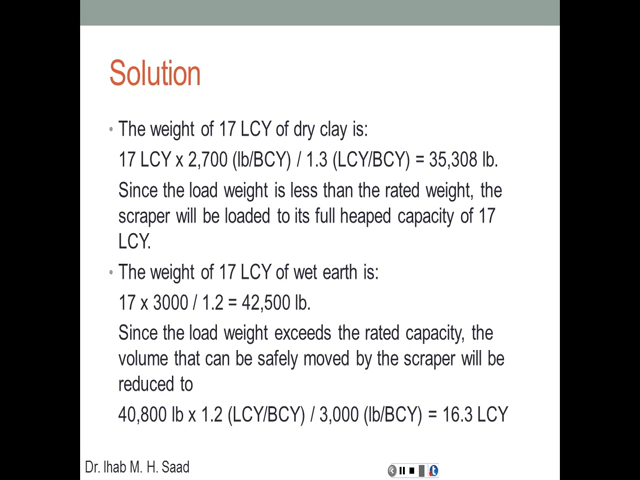 Solution
• The weight of 17 LCY of dry clay is:
17 LCY x 2,700 (lb/BCY) / 1.3 (LCY/BCY) = 35,308 lb.
Since the load weight is less than the rated weight, the
scraper will be loaded to its full heaped capacity of 17
LCY.
• The weight of 17 LCY of wet earth is:
17 x 3000 / 1.2 = 42,500 lb.
Since the load weight exceeds the rated capacity, the
volume that can be safely moved by the scraper will be
reduced to
40,800 lb x 1.2 (LCY/BCY) / 3,000 (lb/BCY) = 16.3 LCY
Dr. Ihab M. H. Saad